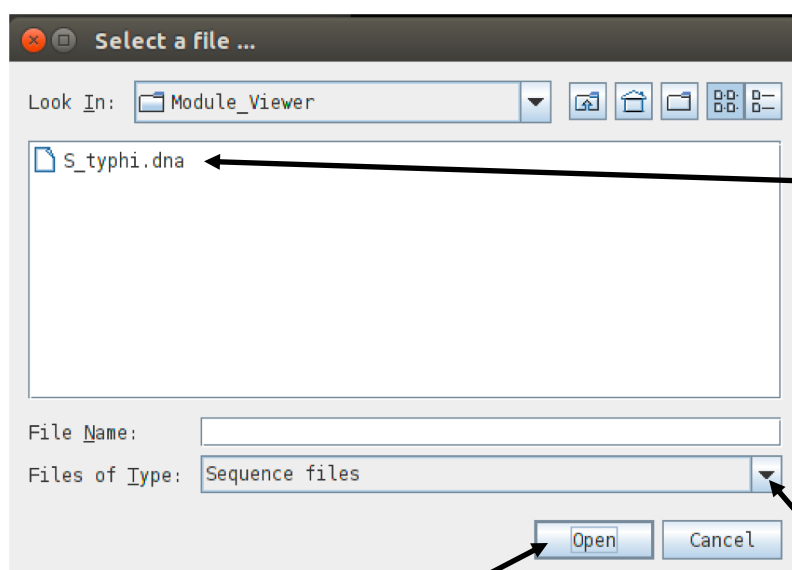 Select a file ...
Look In: Module_Viewer
S_typhi.dna
File Name:
Files of Type: Sequence files
Open Cancel